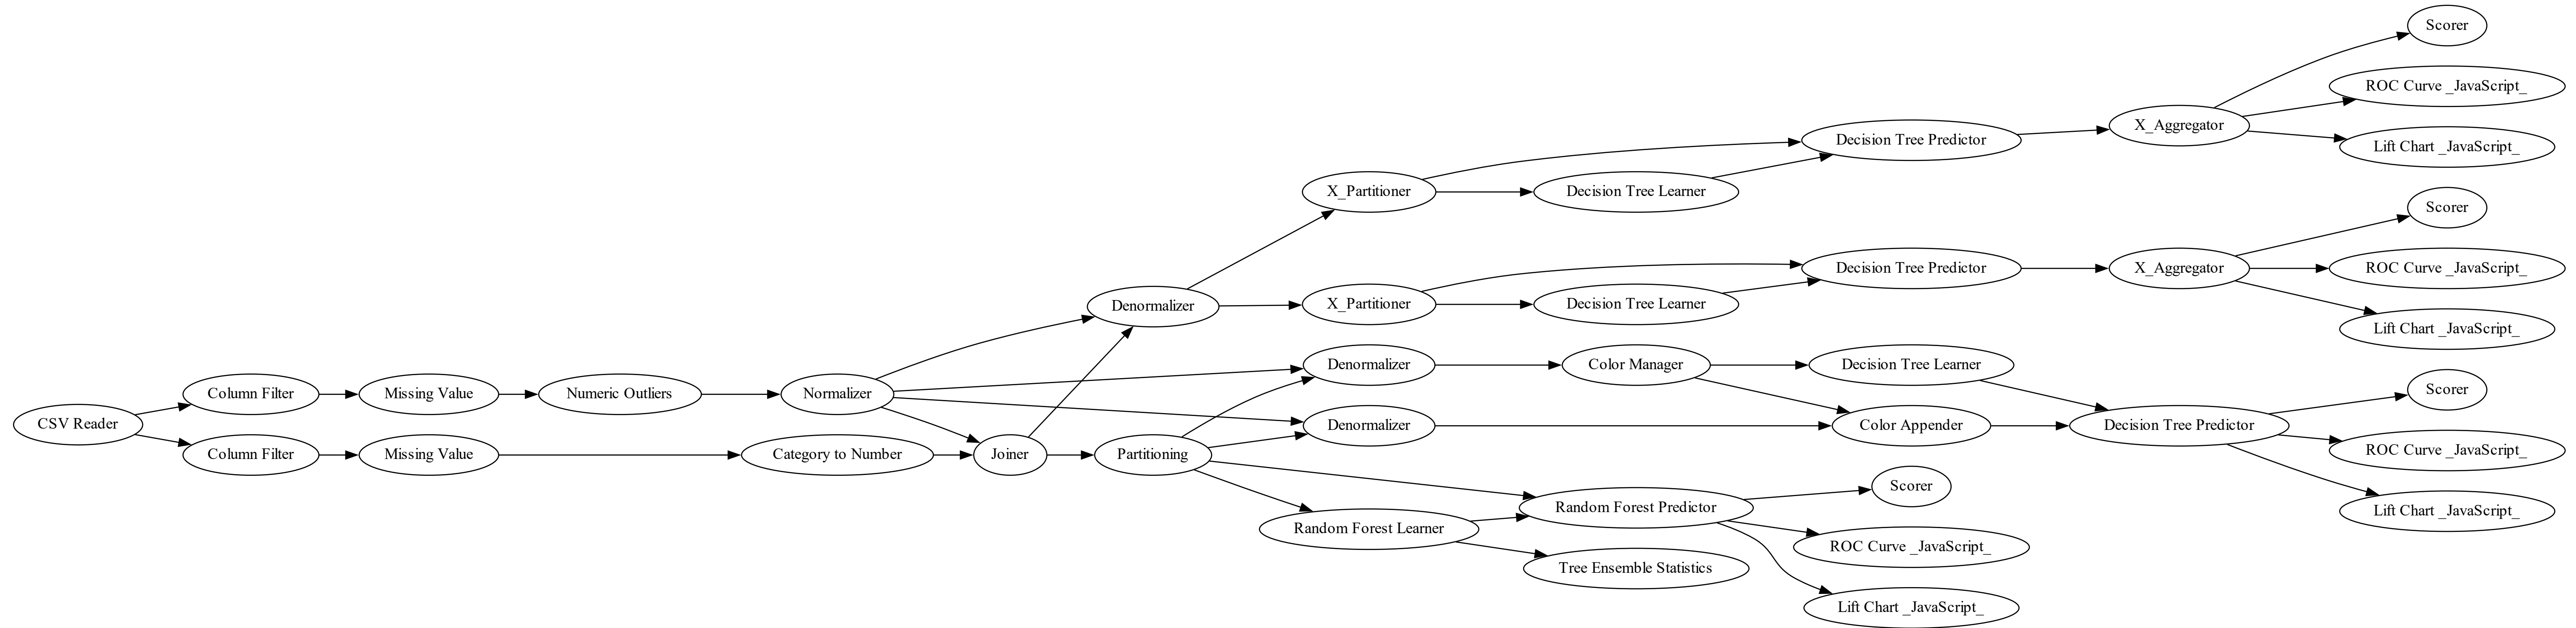 Scorer
ROC Curve _JavaScript_
X_Aggregator
Decision Tree Predictor
Lift Chart _JavaScript_
X_Partitioner
Decision Tree Learner
Scorer
Decision Tree Predictor
X_Aggregator
ROC Curve _JavaScript_
Denormalizer
X_Partitioner
Decision Tree Learner
Lift Chart _JavaScript_
Denormalizer
Color Manager
Decision Tree Learner
Column Filter
Missing Value
Numeric Outliers
Normalizer
Scorer
CSV Reader
Denormalizer
Color Appender
Decision Tree Predictor
Column Filter
Missing Value
Category to Number
Joiner
Partitioning
ROC Curve _JavaScript_
Scorer
Random Forest Predictor
Lift Chart _JavaScript_
Random Forest Learner
ROC Curve _JavaScript_
Tree Ensemble Statistics
Lift Chart _JavaScript_